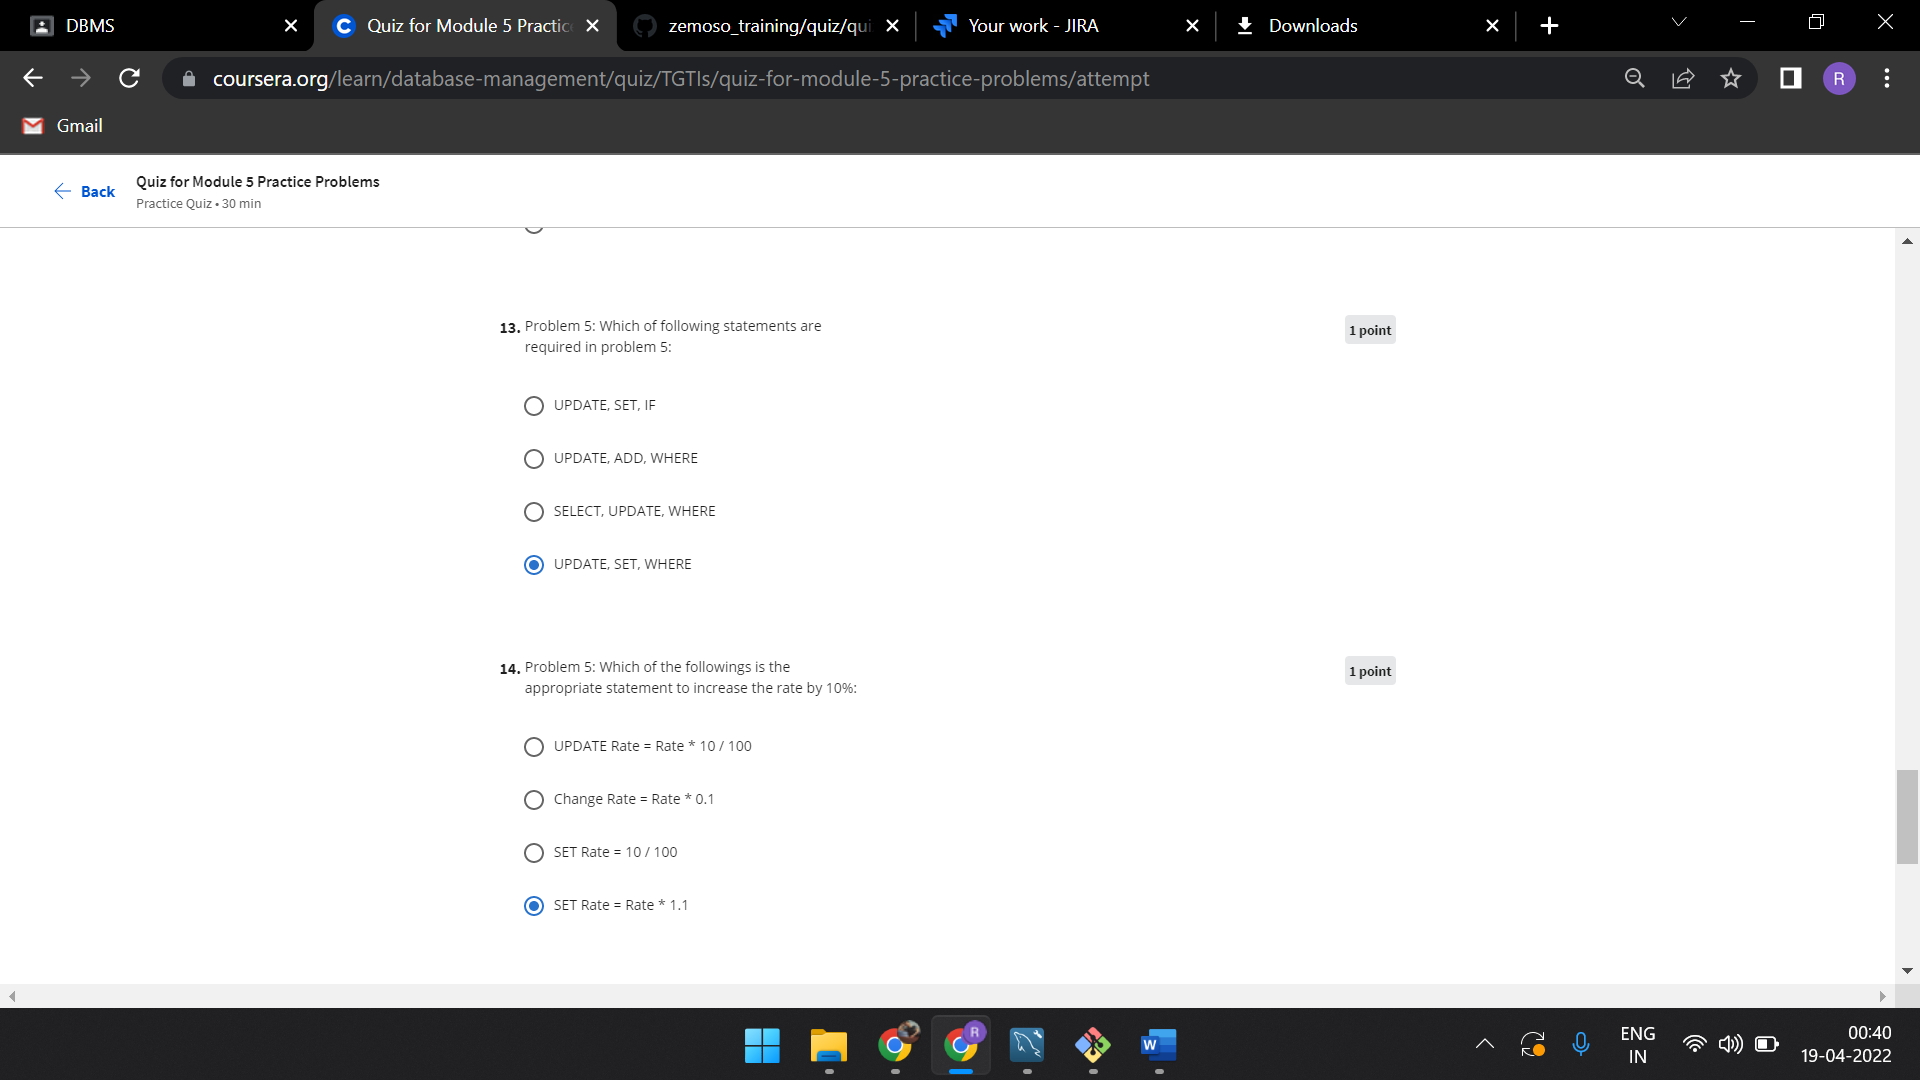 DBMS
Quiz for Module 5 Practic
zemoso_training/quiz/qui
Your work - JIRA
Downloads
coursera.org/learn/database-management/quiz/TGTIs/quiz-for-module-5-practice-problems/attempt
R
Gmail
Back
Quiz for Module 5 Practice Problems
Practice Quiz • 30 min
13. Problem 5: Which of following statements are
required in problem 5:
1 point
UPDATE, SET, IF
UPDATE, ADD, WHERE
SELECT, UPDATE, WHERE
UPDATE, SET, WHERE
14. Problem 5: Which of the followings is the
appropriate statement to increase the rate by 10%:
1 point
UPDATE Rate = Rate * 10 / 100
Change Rate = Rate * 0.1
SET Rate = 10 / 100
SET Rate = Rate * 1.1
R
W
ENG
IN
00:40
19-04-2022